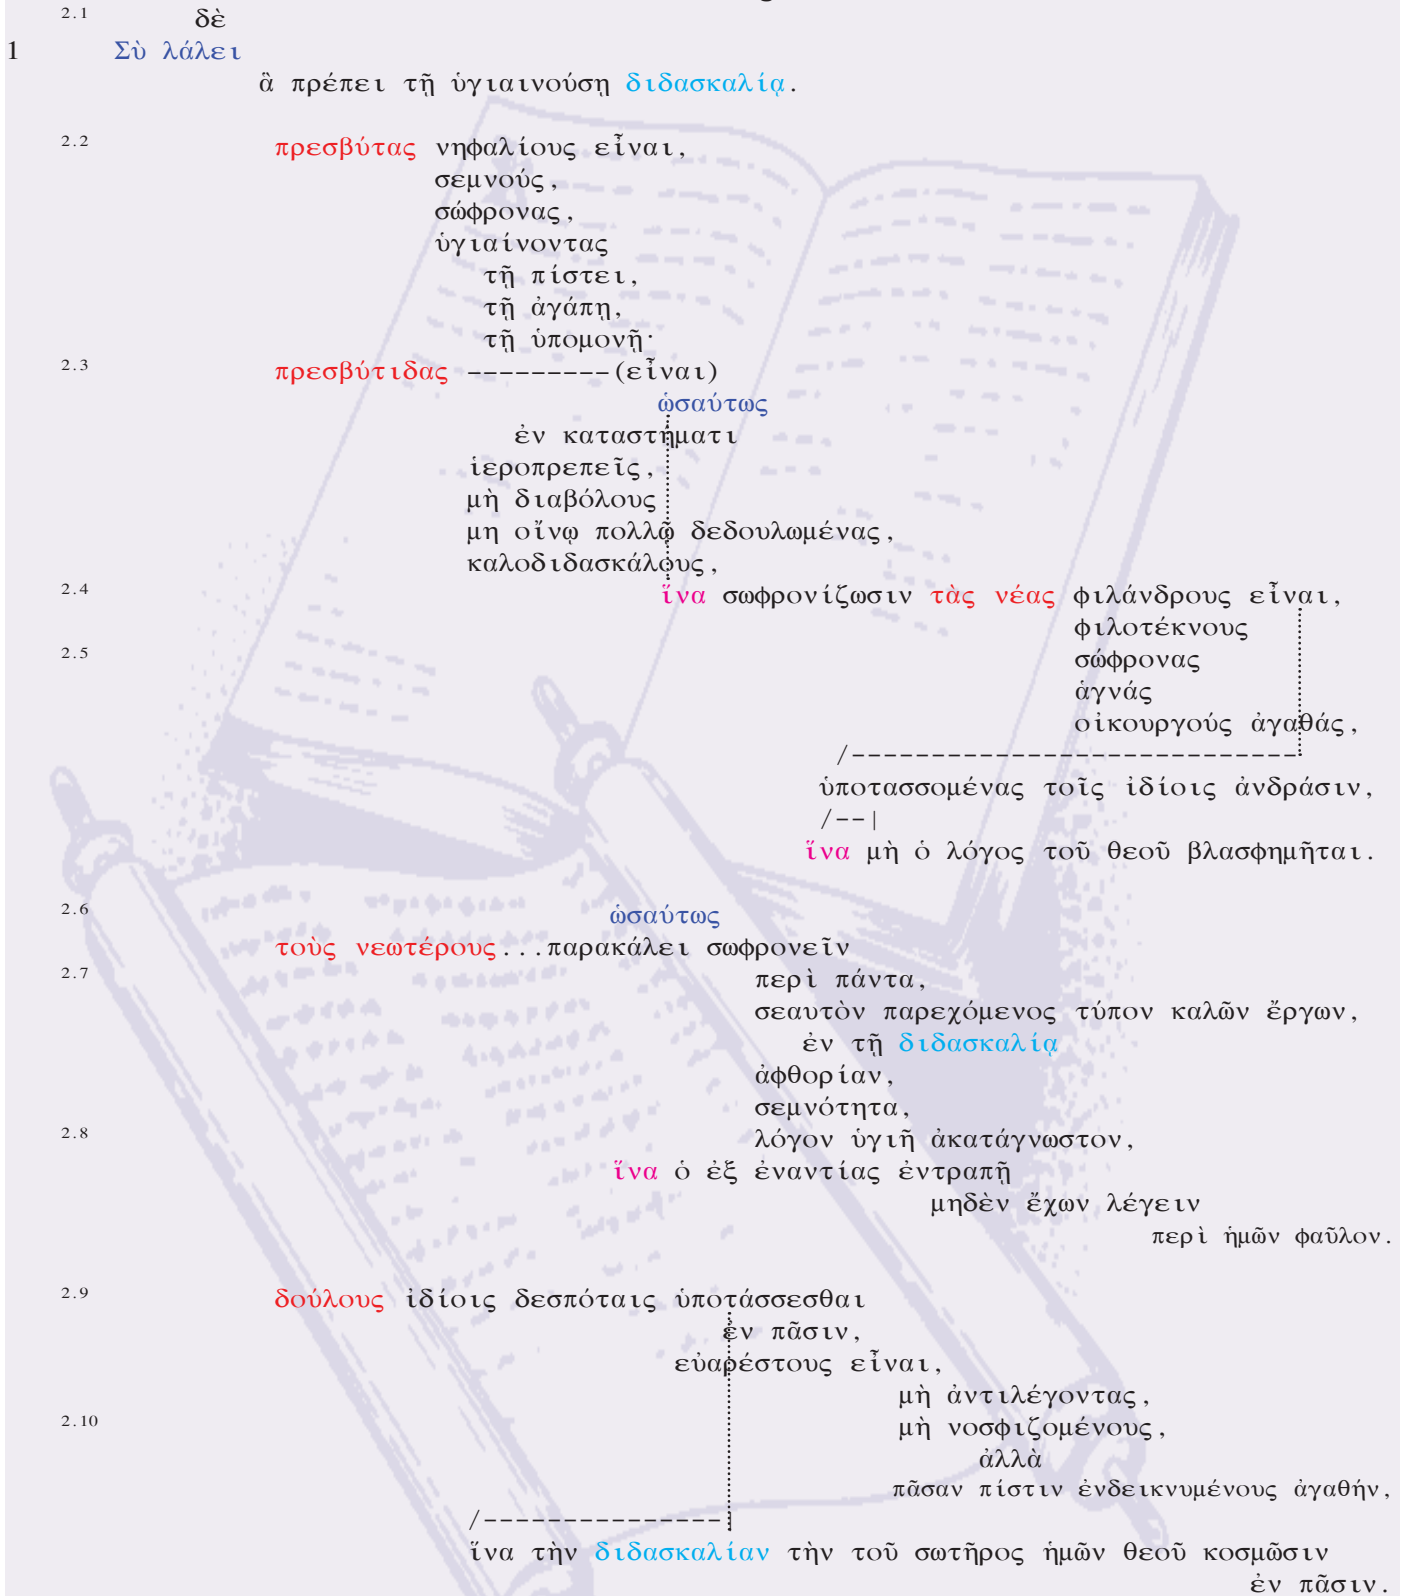 2.1 δὲ
1 Σὺ λάλει
ἃ πρέπει τῇ ὑγιαινούσῃ διδασκαλίᾳ.
2.2 πρεσβύτας νηφαλίους εἶναι,
σεμνούς,
σώφρονας,
ὑγιαίνοντας
τῇ πίστει,
τῇ ἀγάπῃ,
τῇ ὑπομονῇ·
2.3 πρεσβύτιδας ---------(εἶναι)
ὡσαύτως
ἐν καταστήματι
ἱεροπρεπεῖς,
μὴ διαβόλους
μη οἴνῳ πολλῷ δεδουλωμένας,
καλοδιδασκάλους,
2.4 ἵνα σωφρονίζωσιν τὰς νέας φιλάνδρους εἶναι,
φιλοτέκνους
2.5 σώφρονας
ἁγνάς
οἰκουργούς ἀγαθάς,
/----------------------------
ὑποτασσομένας τοῖς ἰδίοις ἀνδράσιν,
/--|
ἵνα μὴ ὁ λόγος τοῦ θεοῦ βλασφημῆται.
2.6 ὡσαύτως
τοὺς νεωτέρους...παρακάλει σωφρονεῖν
2.7 περὶ πάντα,
σεαυτὸν παρεχόμενος τύπον καλῶν ἔργων,
ἐν τῇ διδασκαλίᾳ
ἀφθορίαν,
σεμνότητα,
2.8 λόγον ὑγιῆ ἀκατάγνωστον,
ἵνα ὁ ἐξ ἐναντίας ἐντραπῇ
μηδὲν ἔχων λέγειν
περὶ ἡμῶν φαῦλον.
2.9 δούλους ἰδίοις δεσπόταις ὑποτάσσεσθαι
ἐν πᾶσιν,
εὐαρέστους εἶναι,
μὴ ἀντιλέγοντας,
2.10 μὴ νοσφιζομένους,
ἀλλὰ
πᾶσαν πίστιν ἐνδεικνυμένους ἀγαθήν,
/---------------|
ἵνα τὴν διδασκαλίαν τὴν τοῦ σωτῆρος ἡμῶν θεοῦ κοσμῶσιν
ἐν πᾶσιν.